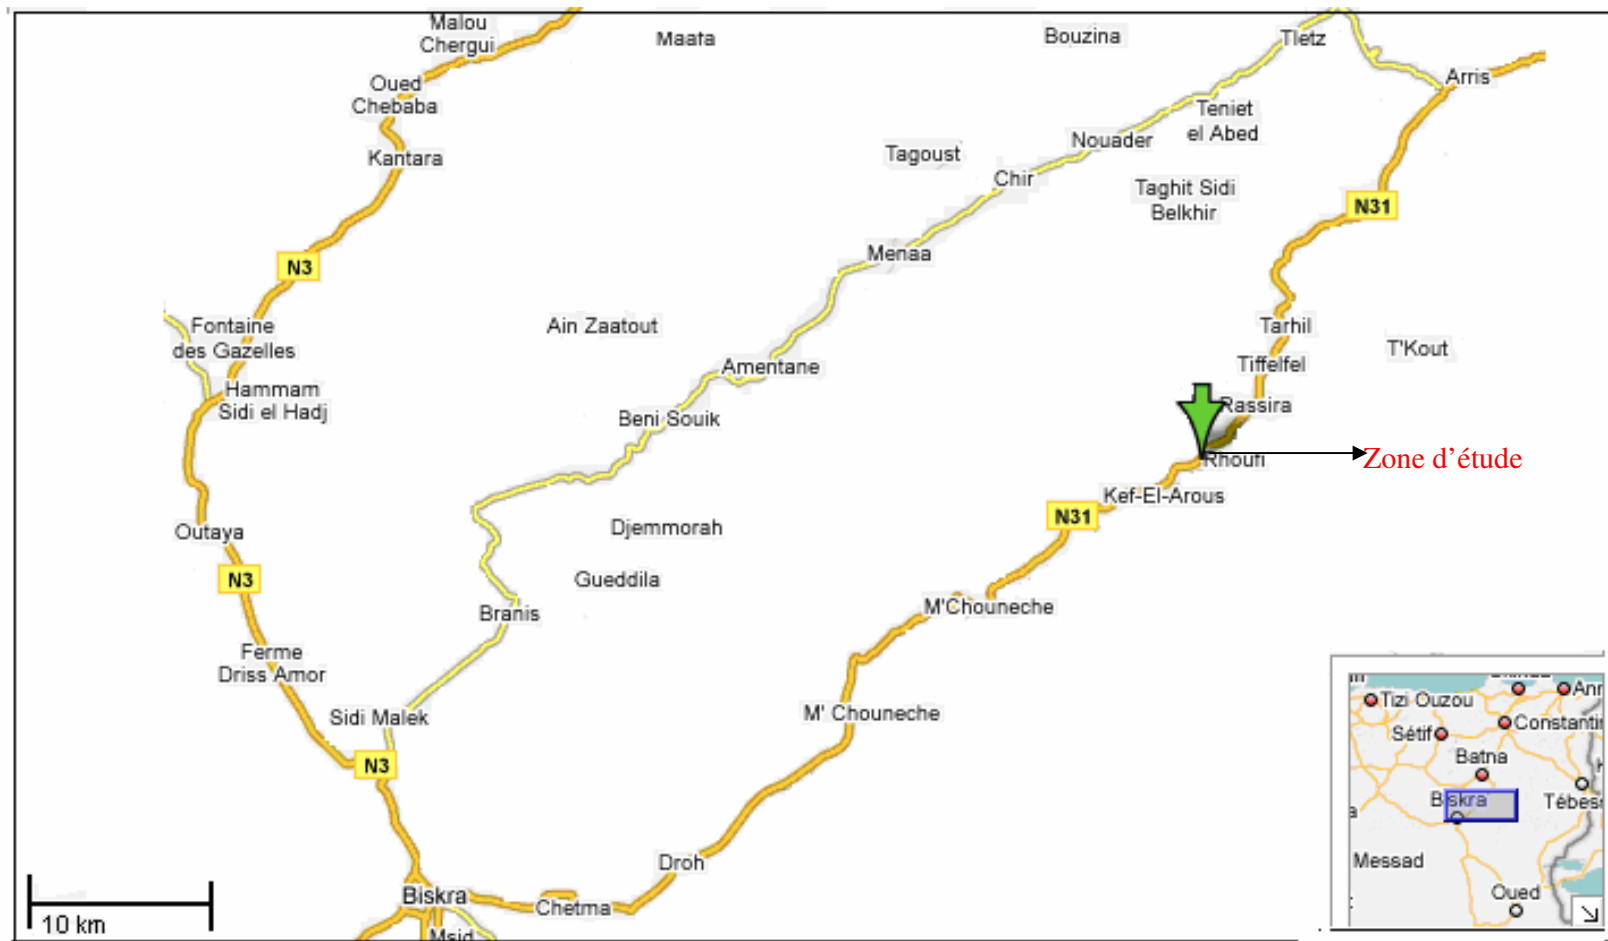 Malou
Chergui
Maafa
Bouzina
Tletz
Arris
Oued
Chebaba
Teniet
el Abed
Nouader
Kantara
Tagoust
Chir
Taghit Sidi
Belkhir
N31
Menaa
N3
Fontaine
des Gazelles
Ain Zaatout
Tarhil
T'Kout
Amentane
Tiffelfel
Hammam
Sidi el Hadj
Rassira
Beni Souik
Rhoufi
Zone d'étude
Kef-El-Arous
N31
Outaya
Djemmorah
N3
Gueddila
Branis
M'Chouneche
Ferme
Driss Amor
Sidi Malek
M' Chouneche
N3
Droh
Biskra
Chetma
10 km
Msid
Tizi Ouzou
Sétif
Constantin
Batna
Biskra
Tébes
Messad
Oued